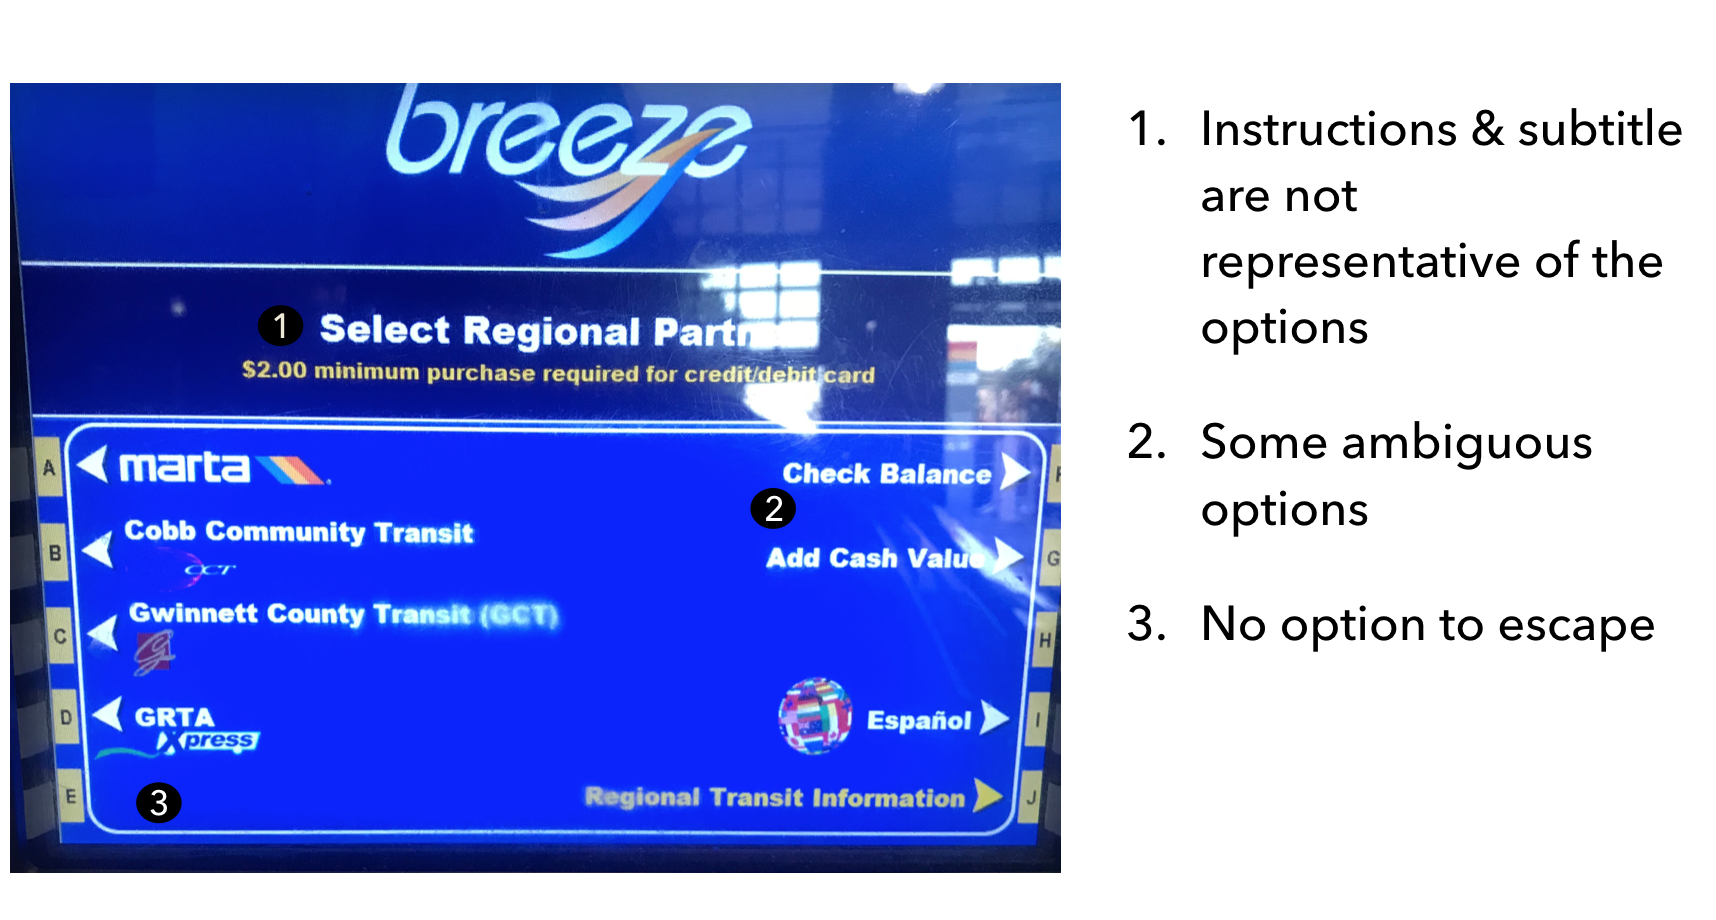 breeze
1 Select Regional
$2.00 minimum purchase required for credit/debit card
A marta
B Cobb Community Transit
CCT
C Gwinnett County Transit (GCT)
G
D GRTA
Xpress
E
3
Check Balance
2
Add Cash Value G
H
Español I
Regional Transit Information J
1. Instructions & subtitle
are not
representative of the
options
2. Some ambiguous
options
3. No option to escape